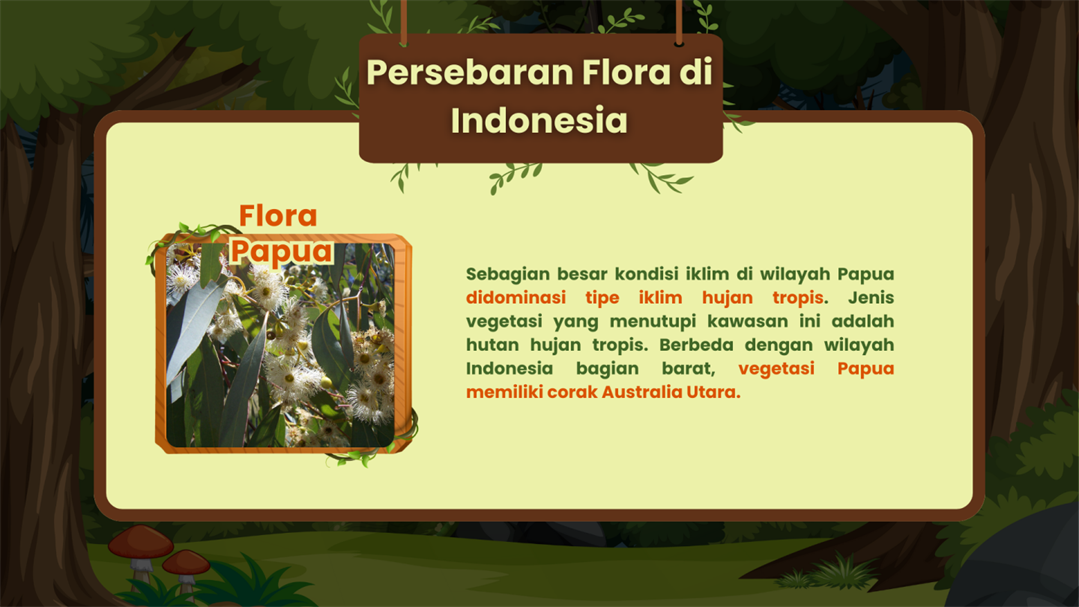 Persebaran Flora di
Indonesia
Flora
Papua
Sebagian besar kondisi iklim di wilayah Papua
didominasi tipe iklim hujan tropis. Jenis
vegetasi yang menutupi kawasan ini adalah
hutan hujan tropis. Berbeda dengan wilayah
Indonesia bagian barat, vegetasi Papua
memiliki corak Australia Utara.